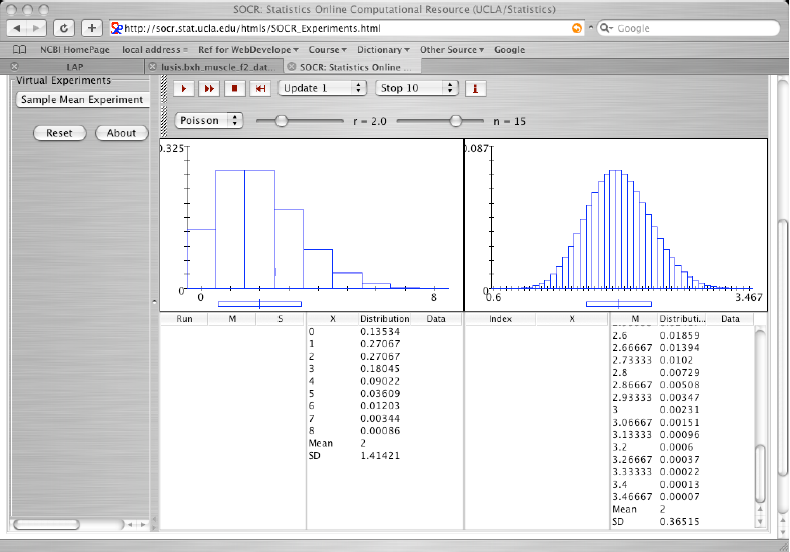 SOCR: Statistics Online Computational Resource (UCLA/Statistics)
http://socr.stat.ucla.edu/htmls/SOCR_Experiments.html
Google
NCBI HomePage local address = Ref for WebDevelope Course Dictionary Other Source Google
LAP lusis.bxh_muscle_f2_dat... SOCR: Statistics Online ...
Virtual Experiments
Sample Mean Experiment
Reset About
Update 1 Stop 10
Poisson r = 2.0 n = 15
0.325
0
0 8
0.087
0
0.6 3.467
Run M S X Distribution Data
0 0.13534
1 0.27067
2 0.27067
3 0.18045
4 0.09022
5 0.03609
6 0.01203
7 0.00344
8 0.00086
Mean 2
SD 1.41421
Index X M Distributi... Data
2.6 0.01859
2.66667 0.01394
2.73333 0.0102
2.8 0.00729
2.86667 0.00508
2.93333 0.00347
3 0.00231
3.06667 0.00151
3.13333 0.00096
3.2 0.0006
3.26667 0.00037
3.33333 0.00022
3.4 0.00013
3.46667 0.00007
Mean 2
SD 0.36515